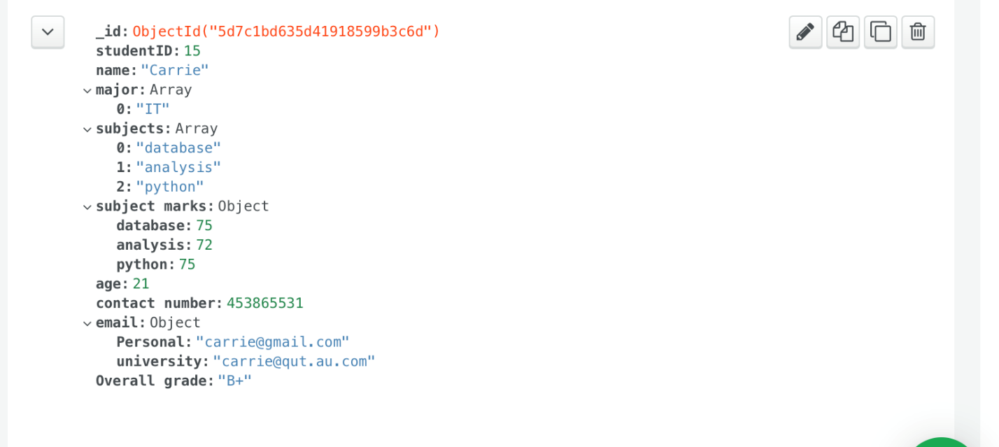 _id: ObjectId("5d7c1bd635d41918599b3c6d")
studentID: 15
name: "Carrie"
major: Array
0: "IT"
subjects: Array
0: "database"
1: "analysis"
2: "python"
subject marks: Object
database: 75
analysis: 72
python: 75
age: 21
contact number: 453865531
email: Object
Personal: "carrie@gmail.com"
university: "carrie@qut.au.com"
Overall grade: "B+"